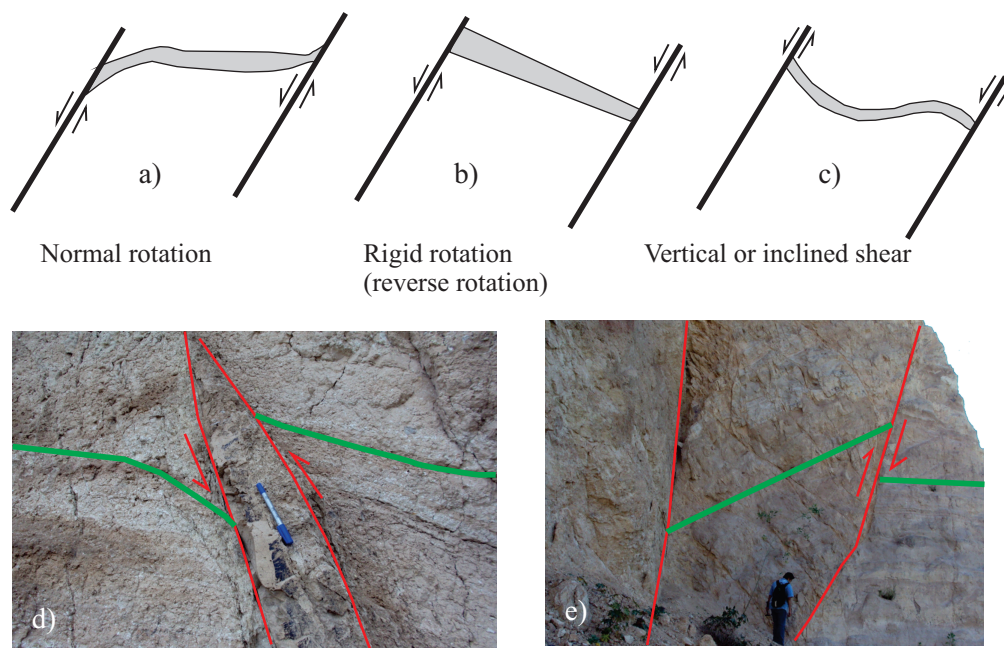 a)
b)
c)
Normal rotation
Rigid rotation
(reverse rotation)
Vertical or inclined shear
d)
e)